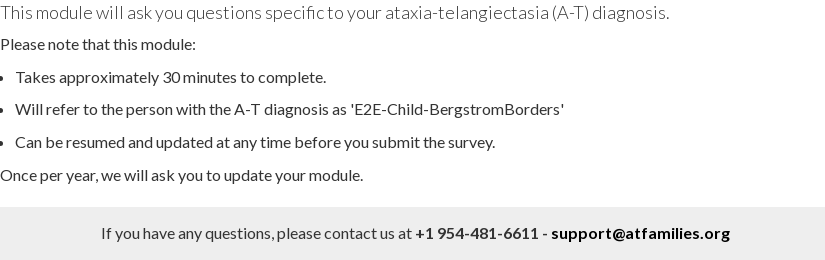 This module will ask you questions specific to your ataxia-telangiectasia (A-T) diagnosis.
Please note that this module:
• Takes approximately 30 minutes to complete.
• Will refer to the person with the A-T diagnosis as 'E2E-Child-BergstromBorders'
• Can be resumed and updated at any time before you submit the survey.
Once per year, we will ask you to update your module.
If you have any questions, please contact us at +1 954-481-6611 - support@atfamilies.org